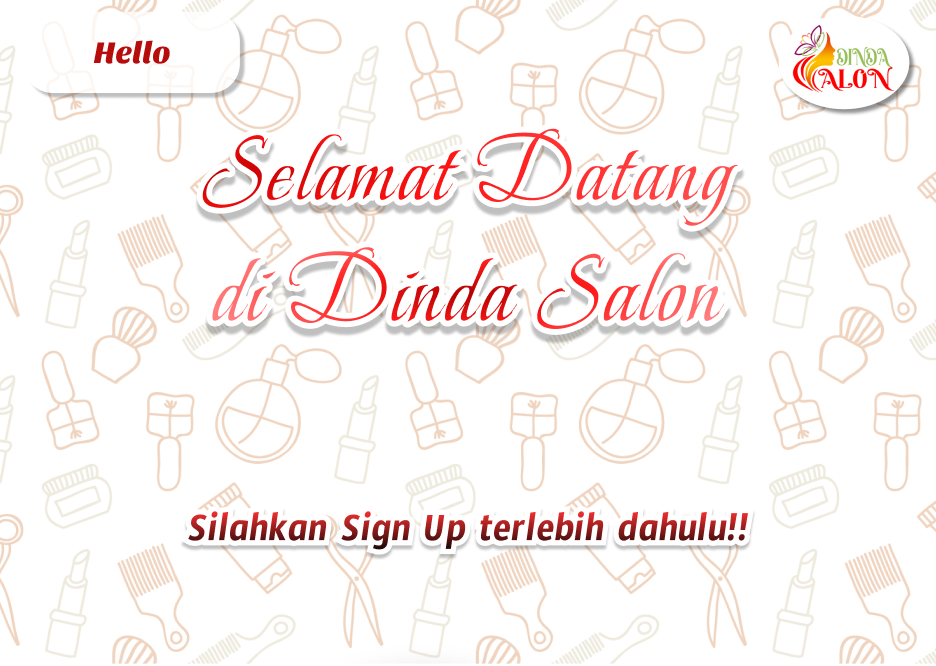 Hello
DINDA
SALON
Selamat Datang
di Dinda Salon
Silahkan Sign Up terlebih dahulu!!